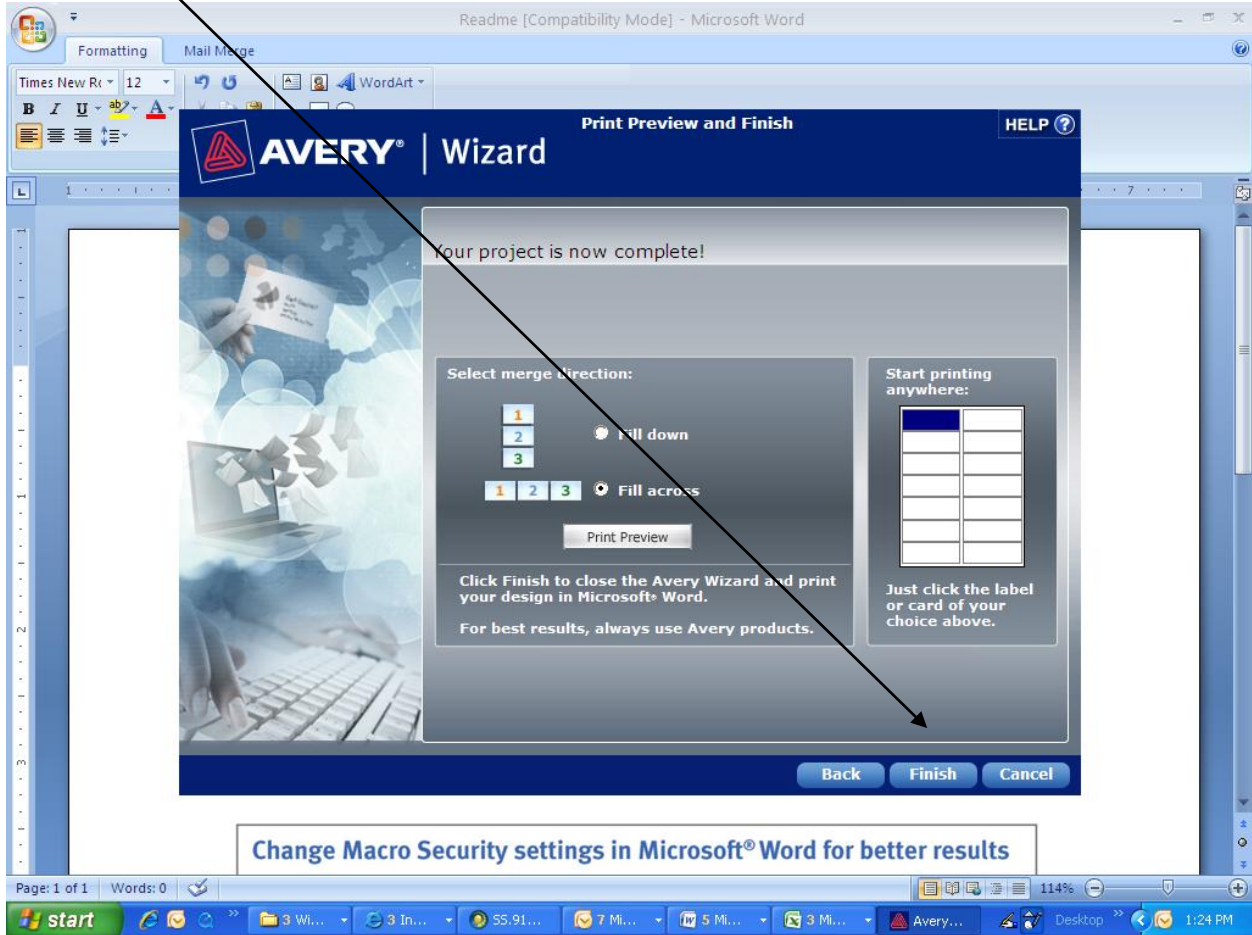 Readme [Compatibility Mode] - Microsoft Word
Formatting Mail Merge
Times New Ro 12 WordArt
B I U ab A
Print Preview and Finish
HELP ?
AVERY® | Wizard
L 1 7
Your project is now complete!
Select merge direction:
1
2
3
Fill down
1 2 3 Fill across
Print Preview
Click Finish to close the Avery Wizard and print
your design in Microsoft® Word.
For best results, always use Avery products.
Start printing
anywhere:
Just click the label
or card of your
choice above.
Back Finish Cancel
Change Macro Security settings in Microsoft® Word for better results
Page: 1 of 1 Words: 0 114%
start 3 Wi... 3 In... SS.91... 7 Mi... 5 Mi... 3 Mi... Avery... Desktop 1:24 PM